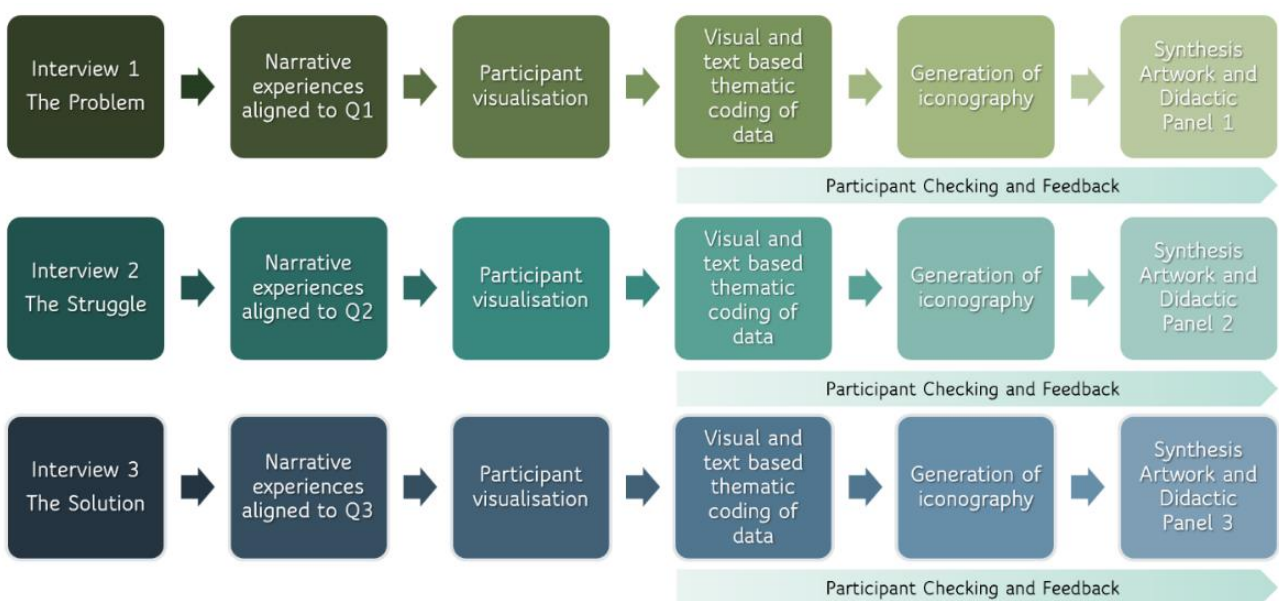 Interview 1
The Problem
Narrative
experiences
aligned to Q1
Participant
visualisation
Visual and
text based
thematic
coding of
data
Generation of
iconography
Synthesis
Artwork and
Didactic
Panel 1
Participant Checking and Feedback
Interview 2
The Struggle
Narrative
experiences
aligned to Q2
Participant
visualisation
Visual and
text based
thematic
coding of
data
Generation of
iconography
Synthesis
Artwork and
Didactic
Panel 2
Participant Checking and Feedback
Interview 3
The Solution
Narrative
experiences
aligned to Q3
Participant
visualisation
Visual and
text based
thematic
coding of
data
Generation of
iconography
Synthesis
Artwork and
Didactic
Panel 3
Participant Checking and Feedback